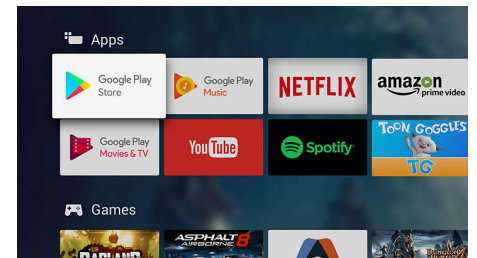 Apps
Google Play
Store
Google Play
Music
NETFLIX
amazon
prime video
Google Play
Movies & TV
YouTube
Spotify
TOON GOGGLES
TG
Games
BADLAND
ASPHALT 8
AIRBORNE